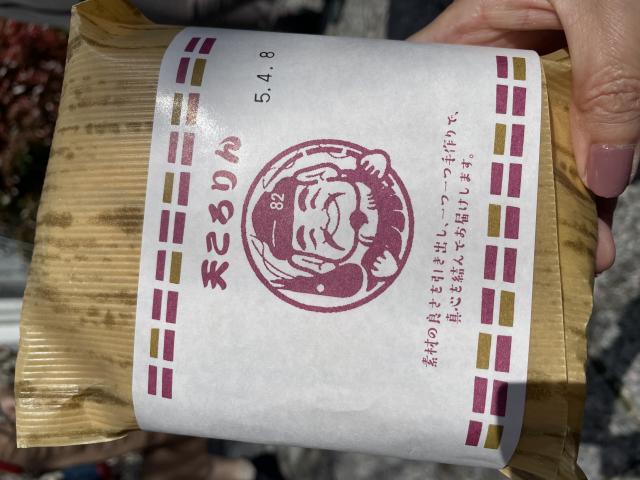 5.4.8
天ころりん
82
素材の良さを引き出し、一つ一つ手作りで、
真心を結んでお届けします。